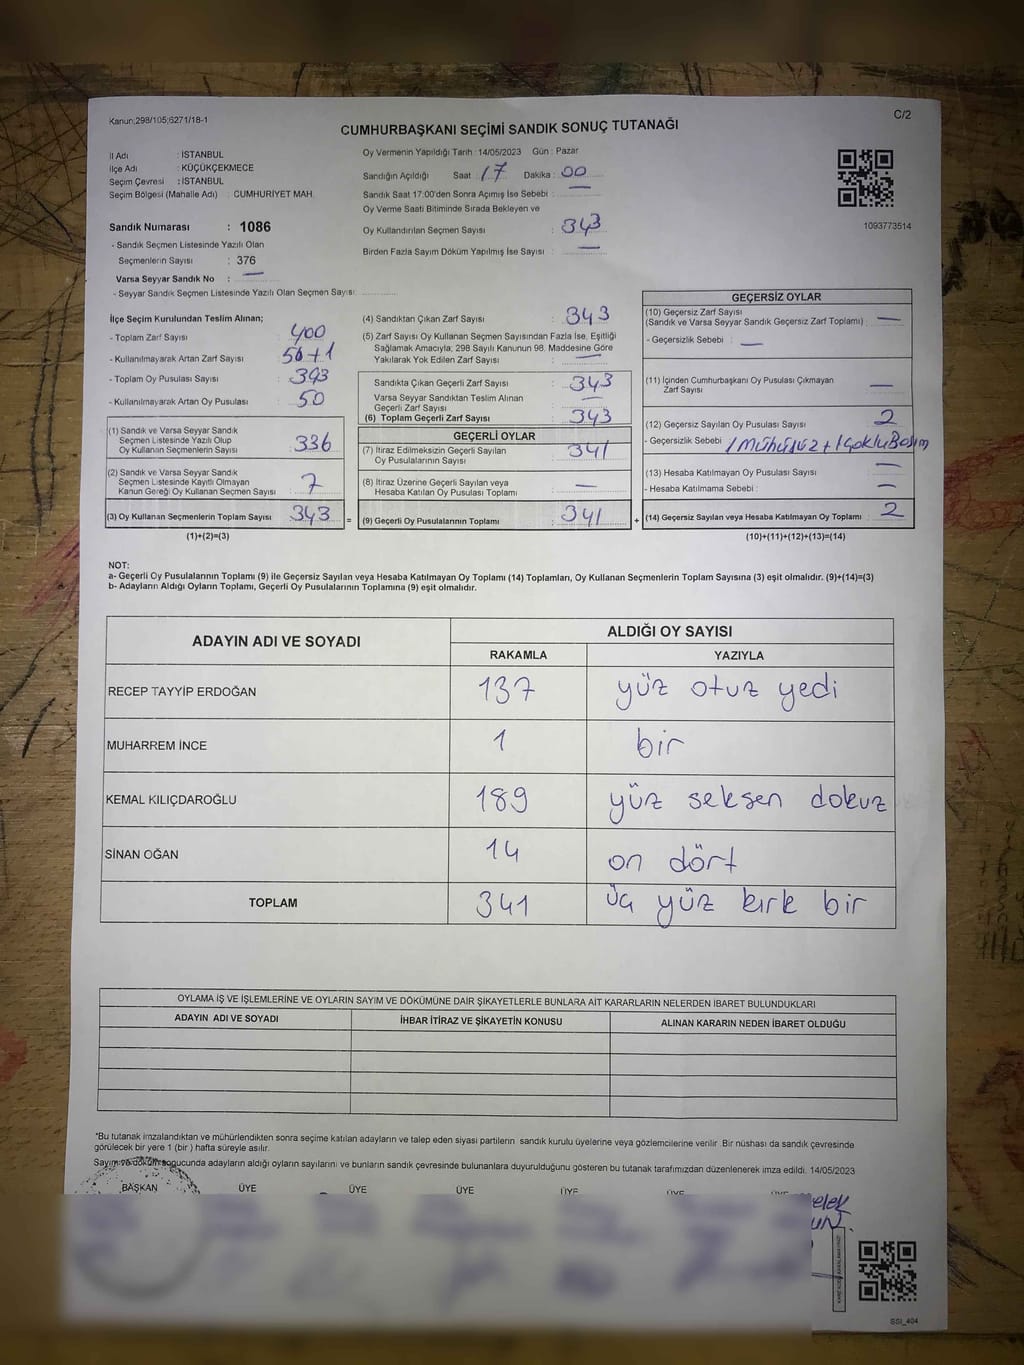 Kanun;298/105;6271/18-1
C/2
CUMHURBAŞKANI SEÇİMİ SANDIK SONUÇ TUTANAĞI
İl Adı : İSTANBUL
İlçe Adı : KÜÇÜKÇEKMECE
Seçim Çevresi : İSTANBUL
Seçim Bölgesi (Mahalle Adı) : CUMHURİYET MAH.
Sandık Numarası : 1086
- Sandık Seçmen Listesinde Yazılı Olan
Seçmenlerin Sayısı : 376
Varsa Seyyar Sandık No : —
- Seyyar Sandık Seçmen Listesinde Yazılı Olan Seçmen Sayısı:
Oy Vermenin Yapıldığı Tarih : 14/05/2023 Gün : Pazar
Sandığın Açıldığı Saat : 17 Dakika : 00
Sandık Saat 17:00'den Sonra Açımış İse Sebebi : —
Oy Verme Saati Bitiminde Sırada Bekleyen ve
Oy Kullandırılan Seçmen Sayısı : 343
Birden Fazla Sayım Döküm Yapılmış İse Sayısı : —
1093773514
İlçe Seçim Kurulundan Teslim Alınan;
- Toplam Zarf Sayısı : 400
- Kullanılmayarak Artan Zarf Sayısı : 56+1
- Toplam Oy Pusulası Sayısı : 393
- Kullanılmayarak Artan Oy Pusulası : 50
(1) Sandık ve Varsa Seyyar Sandık
Seçmen Listesinde Yazılı Olup
Oy Kullanan Seçmenlerin Sayısı : 336
(2) Sandık ve Varsa Seyyar Sandık
Seçmen Listesinde Kayıtlı Olmayan
Kanun Gereği Oy Kullanan Seçmen Sayısı : 7
(3) Oy Kullanan Seçmenlerin Toplam Sayısı : 343
(1)+(2)=(3)
(4) Sandıktan Çıkan Zarf Sayısı : 343
(5) Zarf Sayısı Oy Kullanan Seçmen Sayısından Fazla İse, Eşitliği
Sağlamak Amacıyla; 298 Sayılı Kanunun 98. Maddesine Göre
Yakılarak Yok Edilen Zarf Sayısı : —
Sandıkta Çıkan Geçerli Zarf Sayısı : 343
Varsa Seyyar Sandıktan Teslim Alınan
Geçerli Zarf Sayısı : —
(6) Toplam Geçerli Zarf Sayısı : 343
GEÇERLİ OYLAR
(7) İtiraz Edilmeksizin Geçerli Sayılan
Oy Pusulalarının Sayısı : 341
(8) İtiraz Üzerine Geçerli Sayılan veya
Hesaba Katılan Oy Pusulası Toplamı : —
= (9) Geçerli Oy Pusulalarının Toplamı : 341 +
GEÇERSİZ OYLAR
(10) Geçersiz Zarf Sayısı
(Sandık ve Varsa Seyyar Sandık Geçersiz Zarf Toplamı) : —
- Geçersizlik Sebebi : —
(11) İçinden Cumhurbaşkanı Oy Pusulası Çıkmayan
Zarf Sayısı : —
(12) Geçersiz Sayılan Oy Pusulası Sayısı : 2
- Geçersizlik Sebebi : 1 Mühürsüz + 1 Çoklu Basım
(13) Hesaba Katılmayan Oy Pusulası Sayısı : —
- Hesaba Katılmama Sebebi : —
(14) Geçersiz Sayılan veya Hesaba Katılmayan Oy Toplamı : 2
(10)+(11)+(12)+(13)=(14)
NOT:
a- Geçerli Oy Pusulalarının Toplamı (9) ile Geçersiz Sayılan veya Hesaba Katılmayan Oy Toplamı (14) Toplamları, Oy Kullanan Seçmenlerin Toplam Sayısına (3) eşit olmalıdır. (9)+(14)=(3)
b- Adayların Aldığı Oyların Toplamı, Geçerli Oy Pusulalarının Toplamına (9) eşit olmalıdır.
ADAYIN ADI VE SOYADI
ALDIĞI OY SAYISI
RAKAMLA YAZIYLA
RECEP TAYYİP ERDOĞAN 137 yüz otuz yedi
MUHARREM İNCE 1 bir
KEMAL KILIÇDAROĞLU 189 yüz seksen dokuz
SİNAN OĞAN 14 on dört
TOPLAM 341 üç yüz kırk bir
OYLAMA İŞ VE İŞLEMLERİNE VE OYLARIN SAYIM VE DÖKÜMÜNE DAİR ŞİKAYETLERLE BUNLARA AİT KARARLARIN NELERDEN İBARET BULUNDUKLARI
ADAYIN ADI VE SOYADI İHBAR İTİRAZ VE ŞİKAYETİN KONUSU ALINAN KARARIN NEDEN İBARET OLDUĞU
*Bu tutanak imzalandıktan ve mühürlendikten sonra seçime katılan adayların ve talep eden siyasi partilerin sandık kurulu üyelerine veya gözlemcilerine verilir. Bir nüshası da sandık çevresinde
görülecek bir yere 1 (bir ) hafta süreyle asılır.
Sayım ve döküm sonucunda adayların aldığı oyların sayılarını ve bunların sandık çevresinde bulunanlara duyurulduğunu gösteren bu tutanak tarafımızdan düzenlenerek imza edildi. 14/05/2023
BAŞKAN ÜYE ÜYE ÜYE ÜYE ÜYE
SSI_404